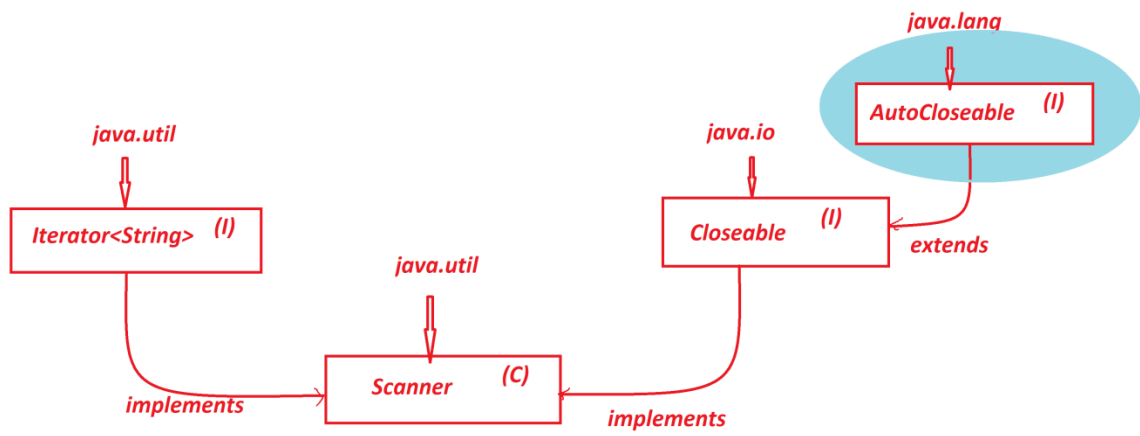 java.lang
AutoCloseable (I)
java.util
java.io
Iterator<String> (I)
Closeable (I)
extends
java.util
Scanner (C)
implements
implements